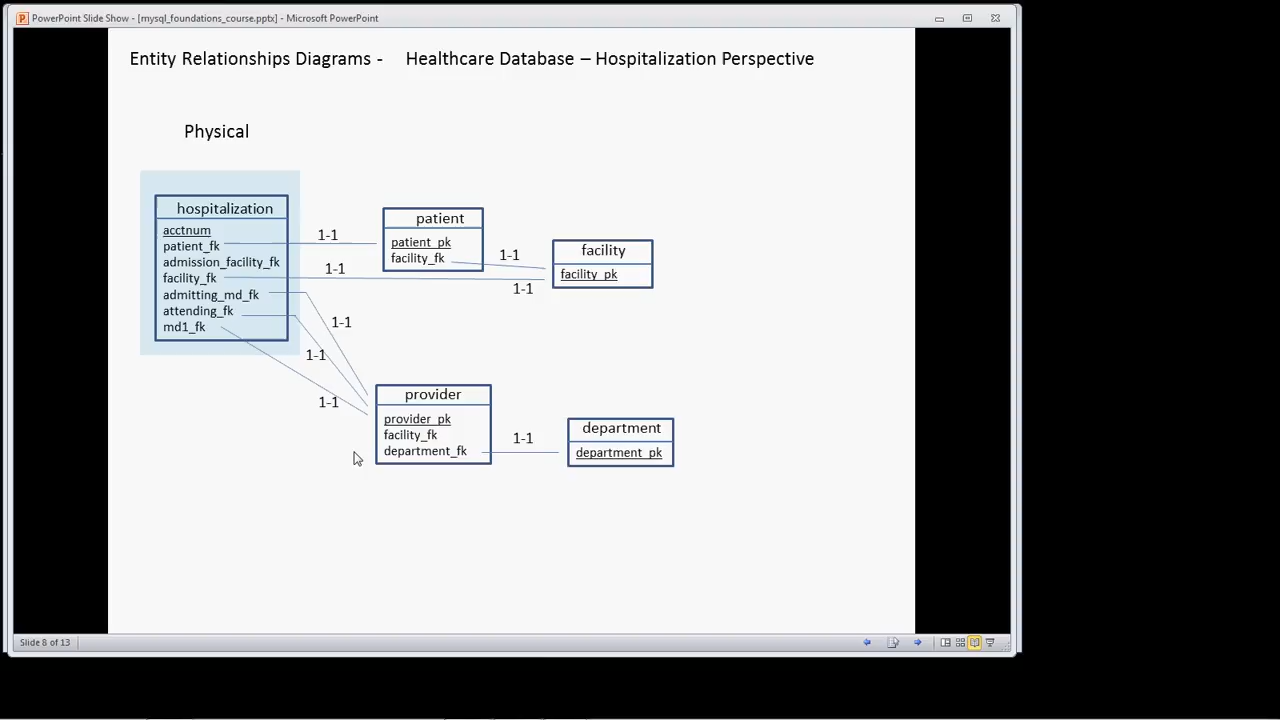 PowerPoint Slide Show - [mysql_foundations_course.pptx] - Microsoft PowerPoint
Entity Relationships Diagrams - Healthcare Database – Hospitalization Perspective
Physical
hospitalization
acctnum
patient_fk
admission_facility_fk
facility_fk
admitting_md_fk
attending_fk
md1_fk
1-1
1-1
1-1
1-1
1-1
patient
patient_pk
facility_fk
1-1
1-1
facility
facility_pk
provider
provider_pk
facility_fk
department_fk
1-1
department
department_pk
Slide 8 of 13